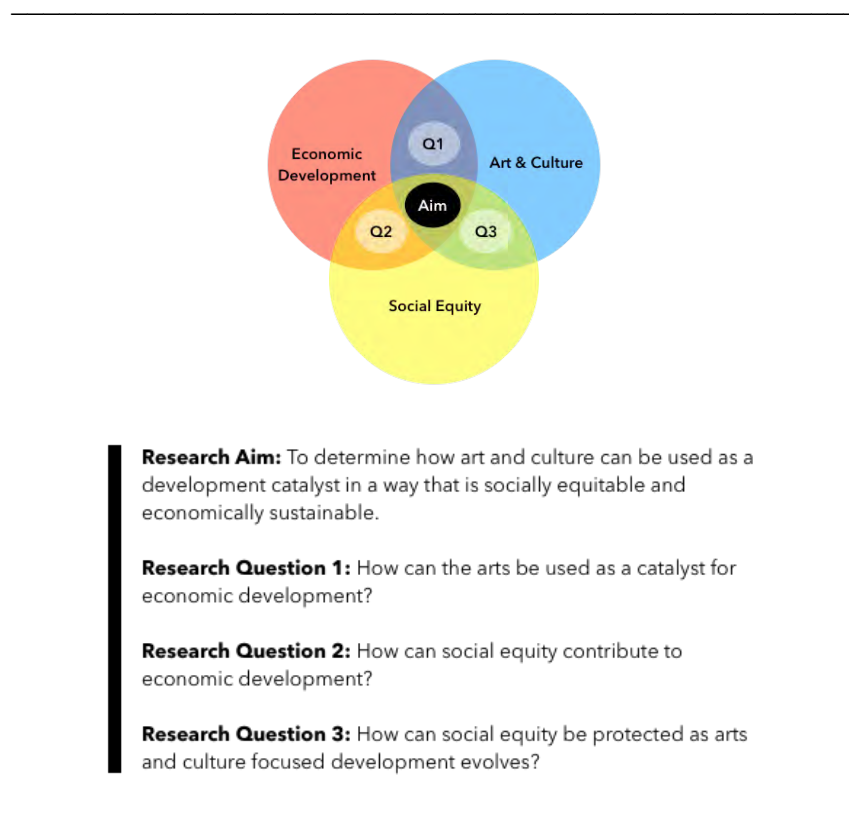 Economic
Development
Q1
Art & Culture
Aim
Q2
Q3
Social Equity
Research Aim: To determine how art and culture can be used as a
development catalyst in a way that is socially equitable and
economically sustainable.
Research Question 1: How can the arts be used as a catalyst for
economic development?
Research Question 2: How can social equity contribute to
economic development?
Research Question 3: How can social equity be protected as arts
and culture focused development evolves?